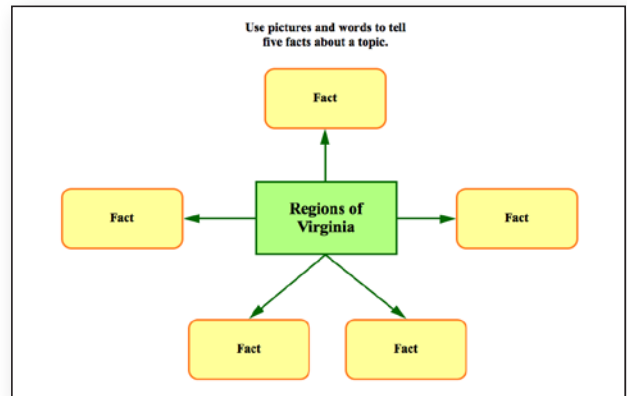 Use pictures and words to tell
five facts about a topic.
Fact
Fact
Regions of
Virginia
Fact
Fact
Fact